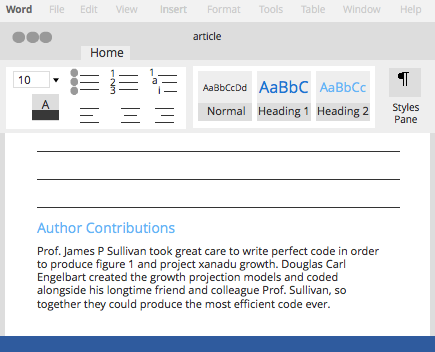 Word File Edit View Insert Format Tools Table Window Help
article
Home
10
A
1
2
3
1
a
i
AaBbCcDd AaBbC AaBbCc
Normal Heading 1 Heading 2
¶
Styles
Pane
Author Contributions
Prof. James P Sullivan took great care to write perfect code in order
to produce figure 1 and project xanadu growth. Douglas Carl
Engelbart created the growth projection models and coded
alongside his longtime friend and colleague Prof. Sullivan, so
together they could produce the most efficient code ever.